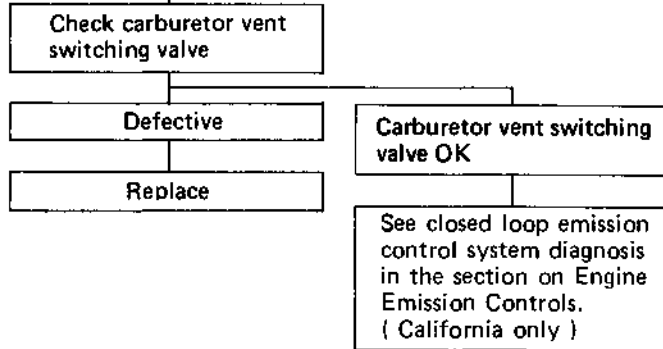 Check carburetor vent
switching valve
Defective
Replace
Carburetor vent switching
valve OK
See closed loop emission
control system diagnosis
in the section on Engine
Emission Controls.
( California only )